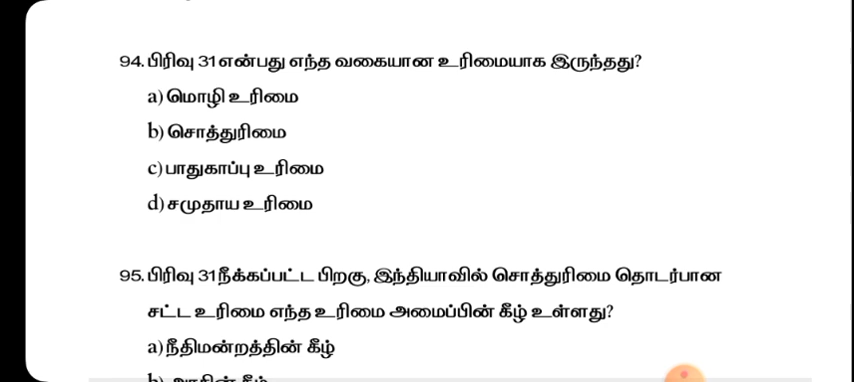 94. பிரிவு 31 என்பது எந்த வகையான உரிமையாக இருந்தது?
a) மொழி உரிமை
b) சொத்துரிமை
c) பாதுகாப்பு உரிமை
d) சமுதாய உரிமை
95. பிரிவு 31 நீக்கப்பட்ட பிறகு, இந்தியாவில் சொத்துரிமை தொடர்பான
சட்ட உரிமை எந்த உரிமை அமைப்பின் கீழ் உள்ளது?
a) நீதிமன்றத்தின் கீழ்
b) அரசின் கீழ்